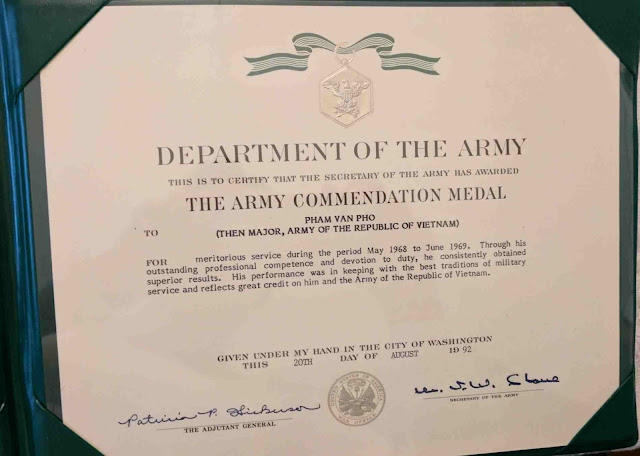 DEPARTMENT OF THE ARMY
THIS IS TO CERTIFY THAT THE SECRETARY OF THE ARMY HAS AWARDED
THE ARMY COMMENDATION MEDAL
PHAM VAN PHO
TO (THEN MAJOR, ARMY OF THE REPUBLIC OF VIETNAM)
FOR meritorious service during the period May 1968 to June 1969. Through his
outstanding professional competence and devotion to duty, he consistently obtained
superior results. His performance was in keeping with the best traditions of military
service and reflects great credit on him and the Army of the Republic of Vietnam.
GIVEN UNDER MY HAND IN THE CITY OF WASHINGTON
THIS 20TH DAY OF AUGUST 19 92
Patricia P.
THE ADJUTANT GENERAL
SECRETARY OF THE ARMY